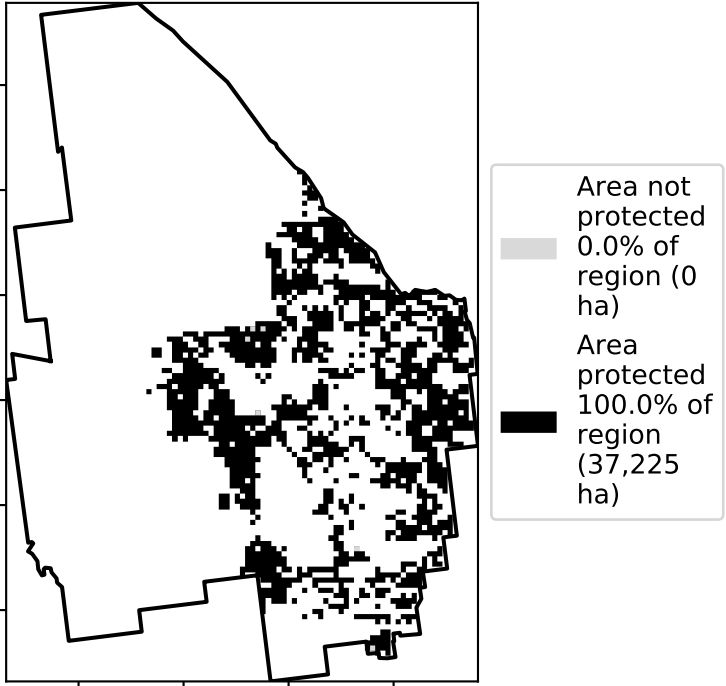 Area not
protected
0.0% of
region (0
ha)
Area
protected
100.0% of
region
(37,225
ha)